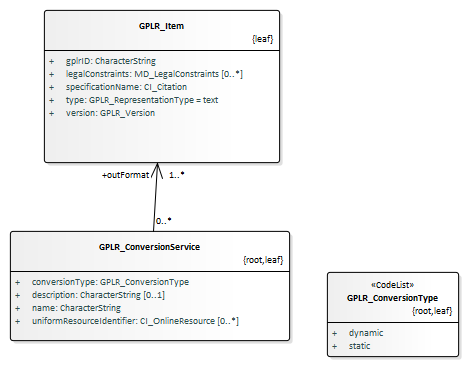 GPLR_Item
{leaf}
+ gplrID: CharacterString
+ legalConstraints: MD_LegalConstraints [0..*]
+ specificationName: CI_Citation
+ type: GPLR_RepresentationType = text
+ version: GPLR_Version
+outFormat 1..*
0..*
GPLR_ConversionService
{root,leaf}
+ conversionType: GPLR_ConversionType
+ description: CharacterString [0..1]
+ name: CharacterString
+ uniformResourceIdentifier: CI_OnlineResource [0..*]
«CodeList»
GPLR_ConversionType
{root,leaf}
+ dynamic
+ static